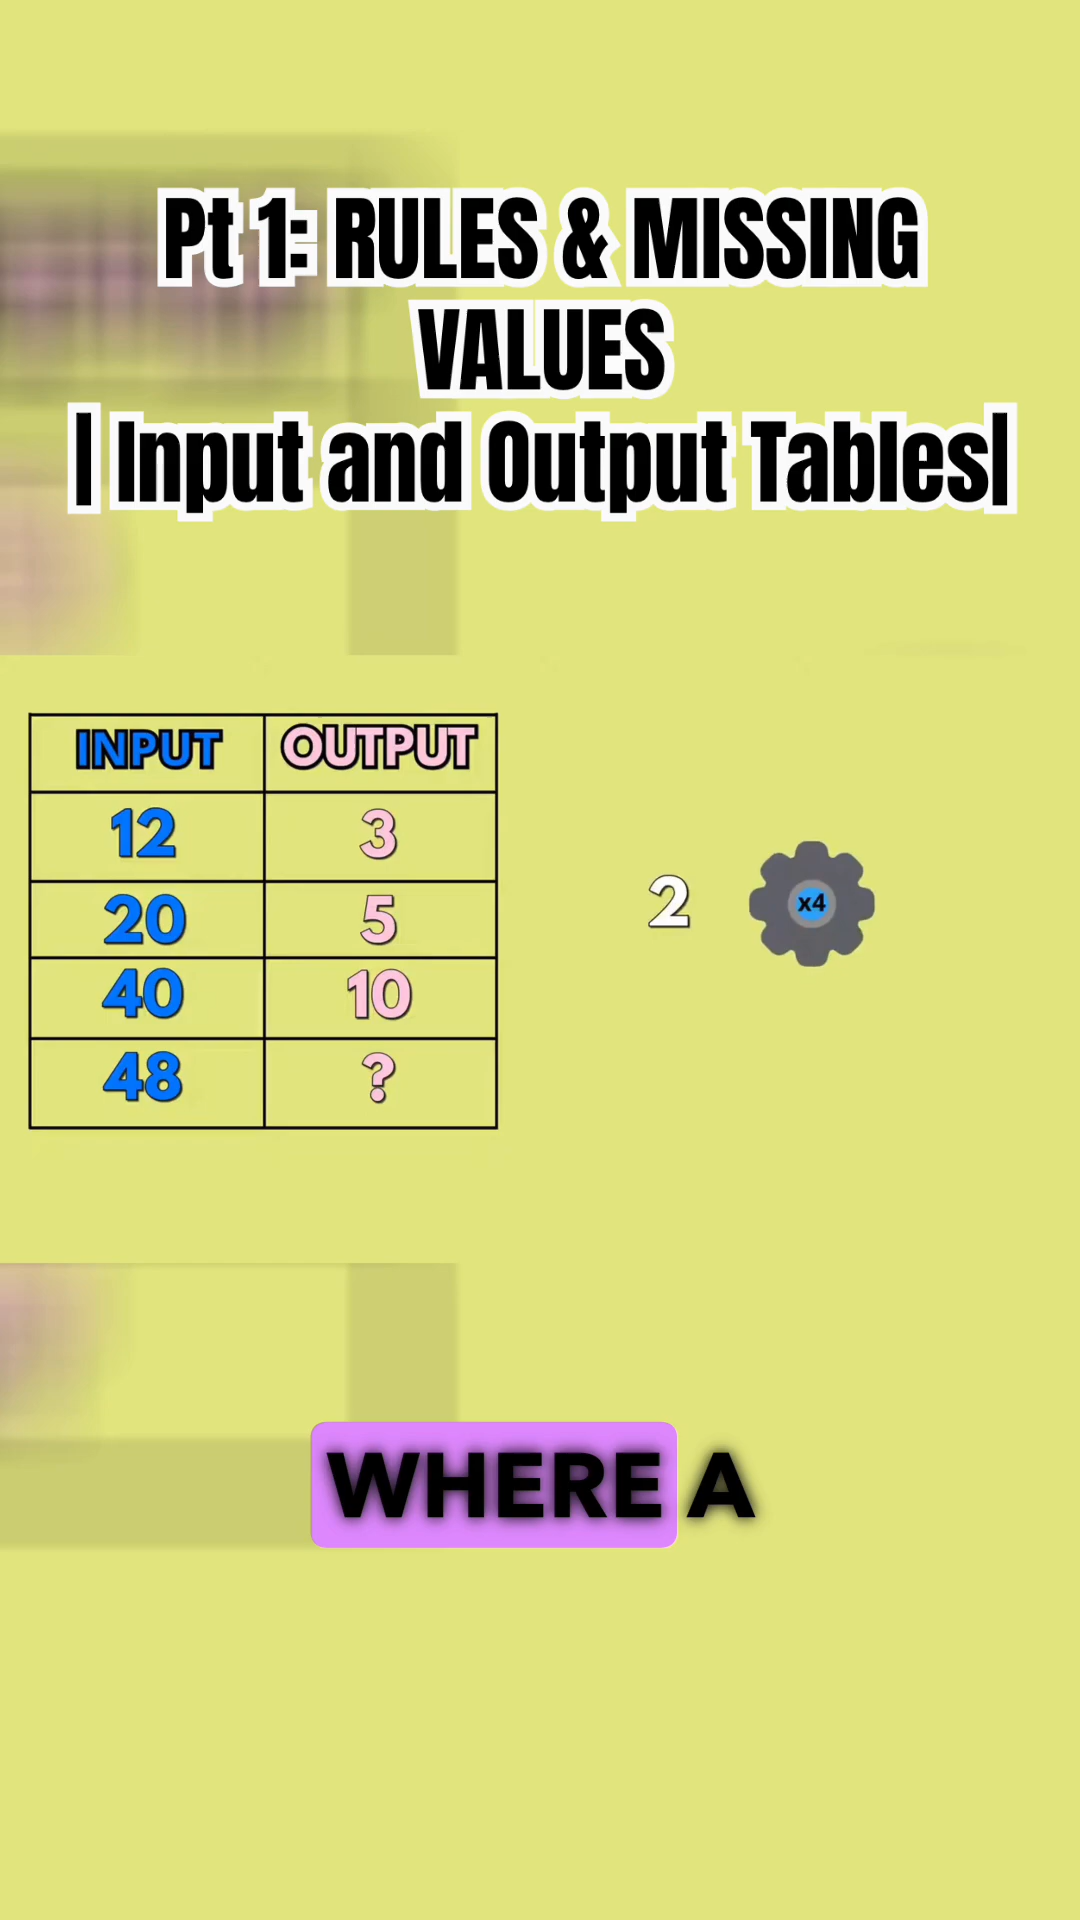 Pt 1: RULES & MISSING
VALUES
| Input and Output Tables|
INPUT OUTPUT
12 3
20 5
40 10
48 ?
2 x4
WHERE A